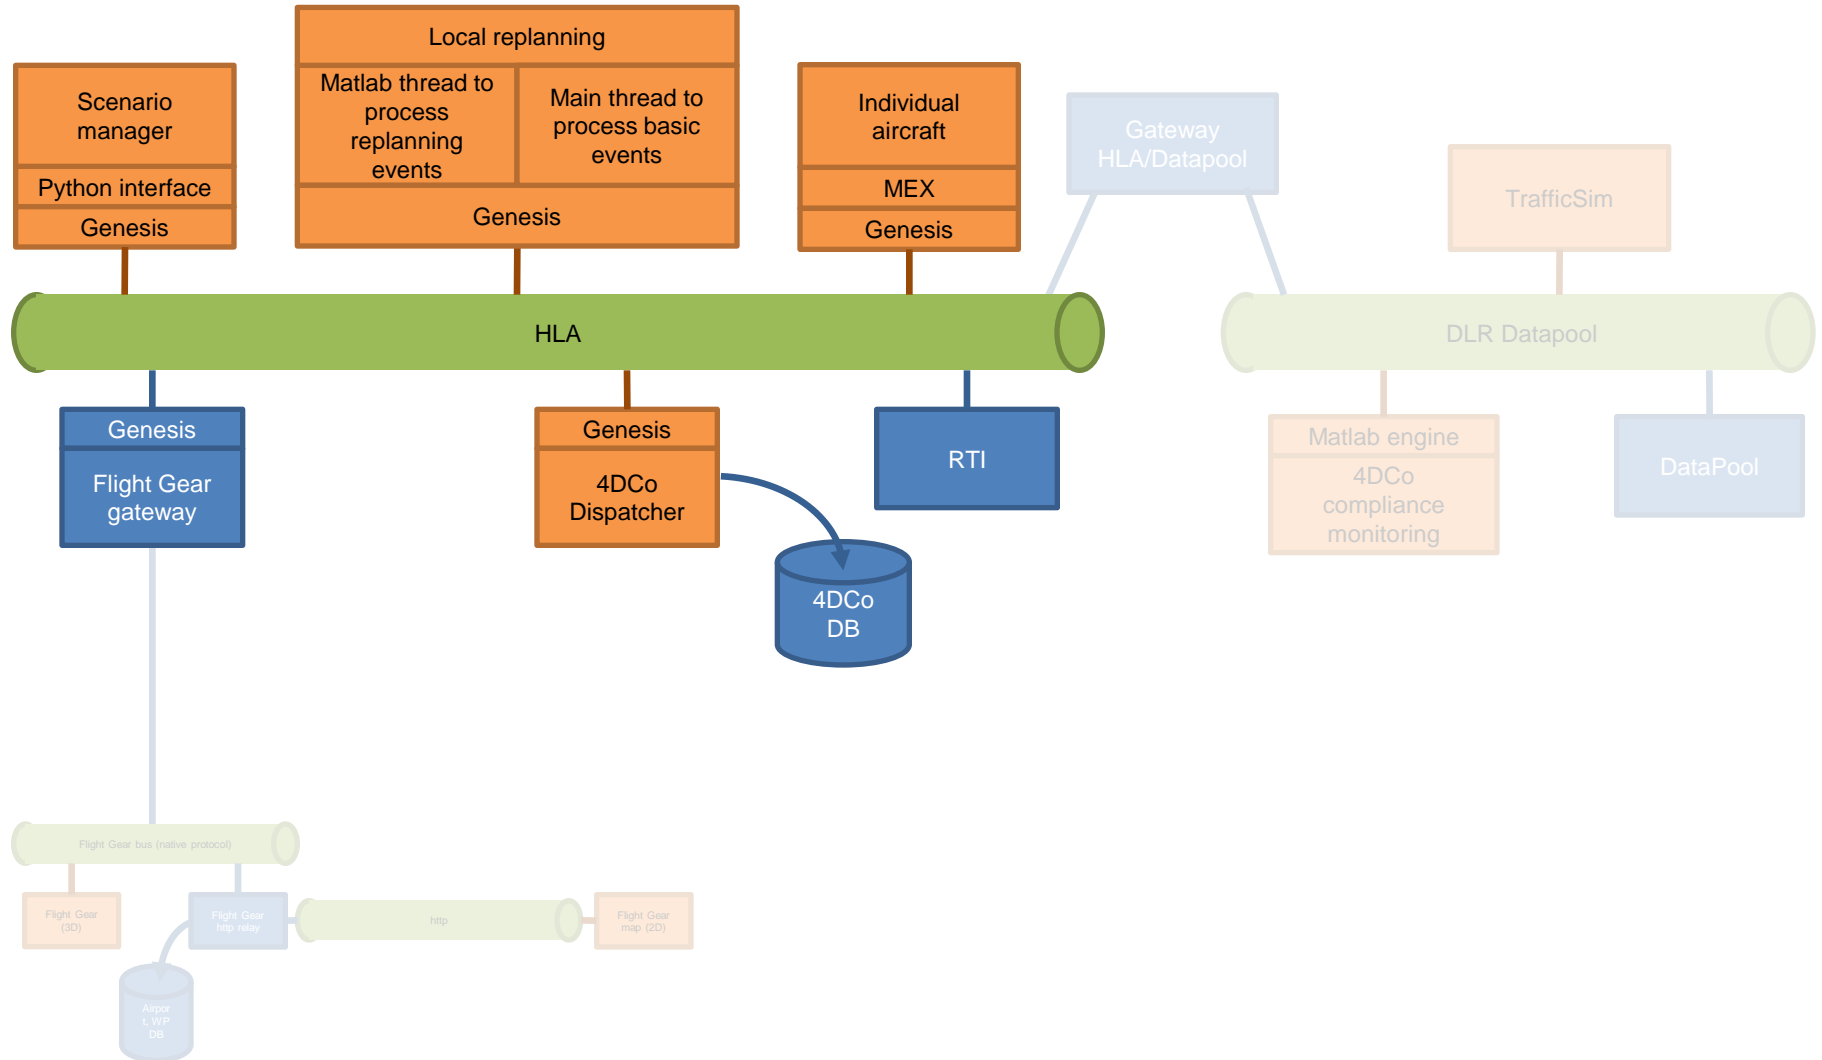 Local replanning
Scenario
manager
Python interface
Genesis
Matlab thread to
process
replanning
events
Main thread to
process basic
events
Genesis
Individual
aircraft
MEX
Genesis
Gateway
HLA/Datapool
TrafficSim
HLA
DLR Datapool
Genesis
Flight Gear
gateway
Genesis
4DCo
Dispatcher
RTI
4DCo
DB
Matlab engine
4DCo
compliance
monitoring
DataPool
Flight Gear bus (native protocol)
Flight Gear
(3D)
Flight Gear
http relay
http
Flight Gear
map (2D)
Airpor
t, WP
DB